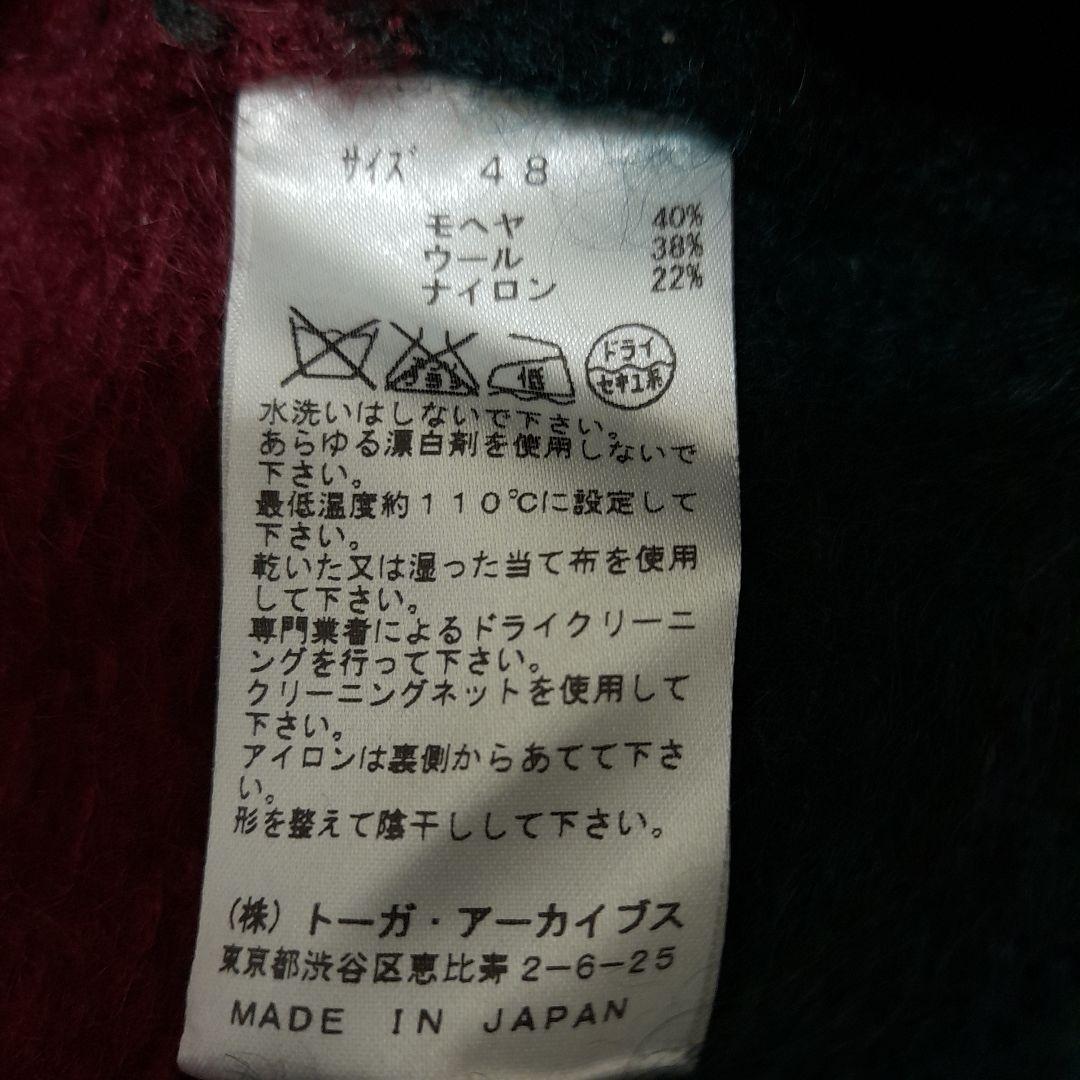 サイズ 48
モヘヤ 40%
ウール 38%
ナイロン 22%
エンソサラシ 低 ドライ セキユ系
水洗いはしないで下さい。
あらゆる漂白剤を使用しないで
下さい。
最低温度約110℃に設定して
下さい。
乾いた又は湿った当て布を使用
して下さい。
専門業者によるドライクリーニ
ングを行って下さい。
クリーニングネットを使用して
下さい。
アイロンは裏側からあてて下さ
い。
形を整えて陰干しして下さい。
(株)トーガ・アーカイブス
東京都渋谷区恵比寿2-6-25
MADE IN JAPAN